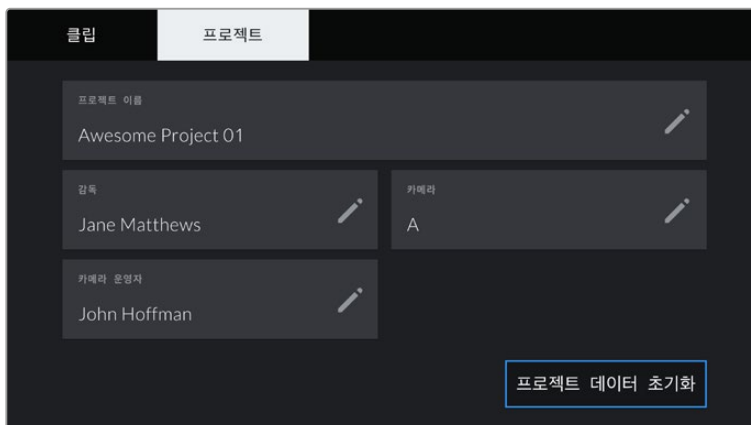 클립
프로젝트
프로젝트 이름
Awesome Project 01
감독
Jane Matthews
카메라
A
카메라 운영자
John Hoffman
프로젝트 데이터 초기화